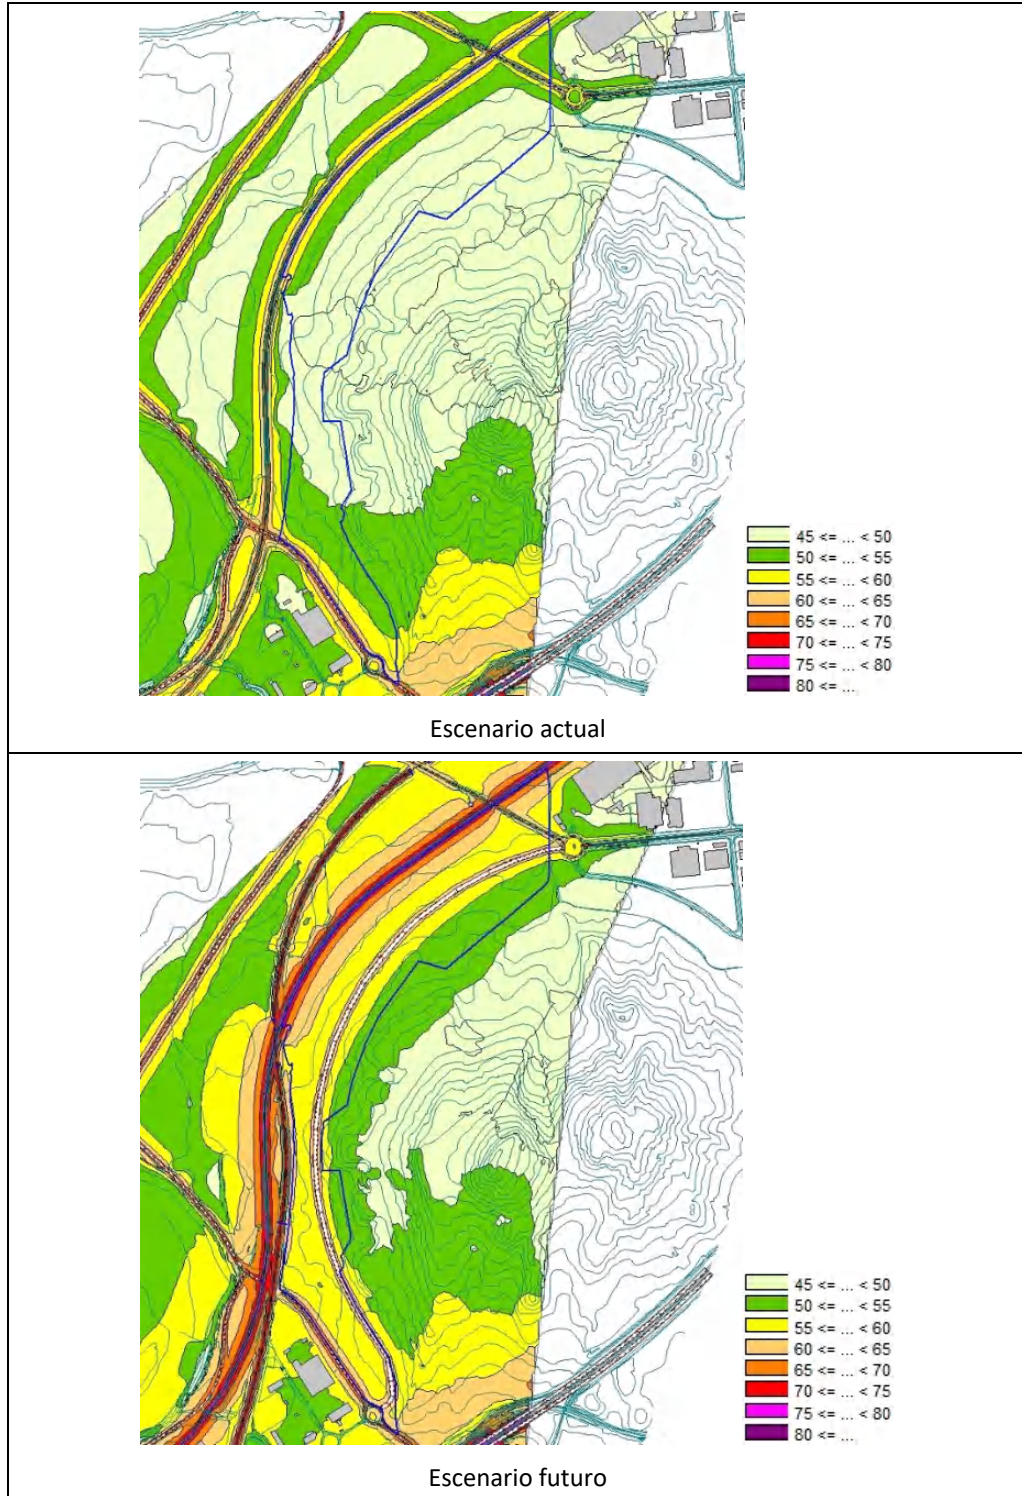 45 <= ... < 50
50 <= ... < 55
55 <= ... < 60
60 <= ... < 65
65 <= ... < 70
70 <= ... < 75
75 <= ... < 80
80 <= ...
Escenario actual
45 <= ... < 50
50 <= ... < 55
55 <= ... < 60
60 <= ... < 65
65 <= ... < 70
70 <= ... < 75
75 <= ... < 80
80 <= ...
Escenario futuro